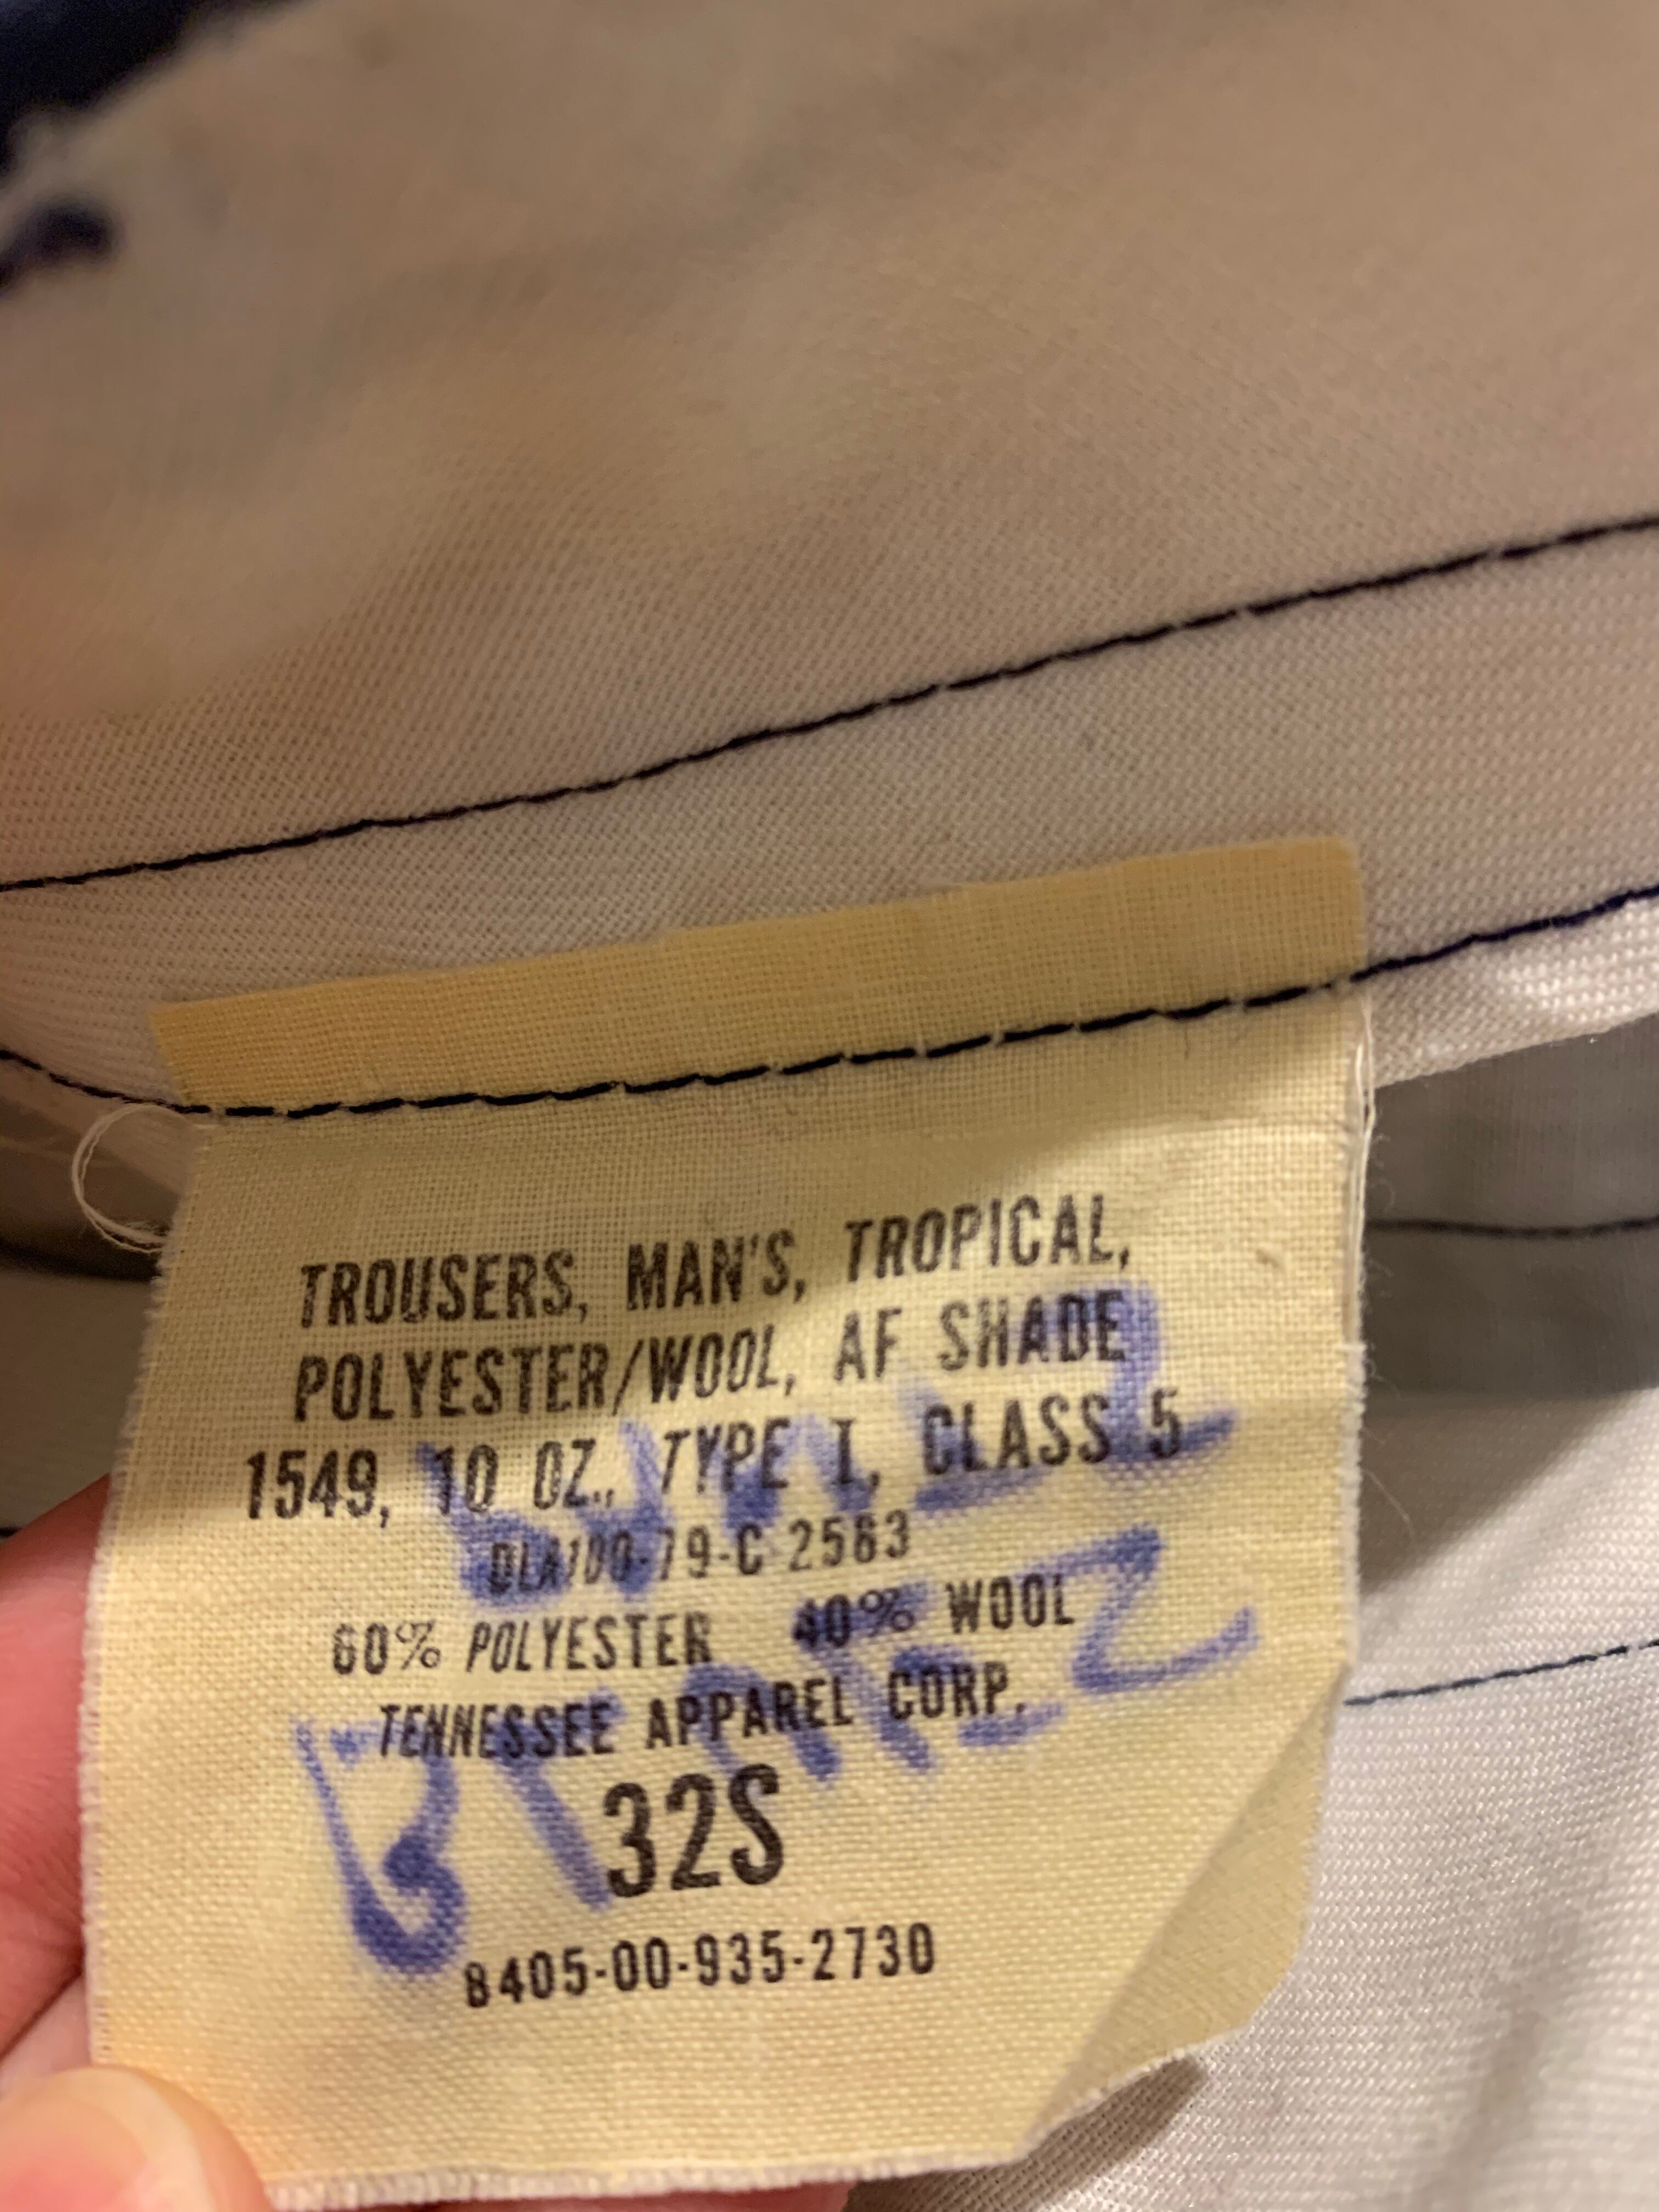 TROUSERS, MAN'S, TROPICAL,
POLYESTER/WOOL, AF SHADE
1549, 10 OZ., TYPE I, CLASS 5
DLA100-79-C-2563
60% POLYESTER 40% WOOL
TENNESSEE APPAREL CORP.
32S
8405-00-935-2730